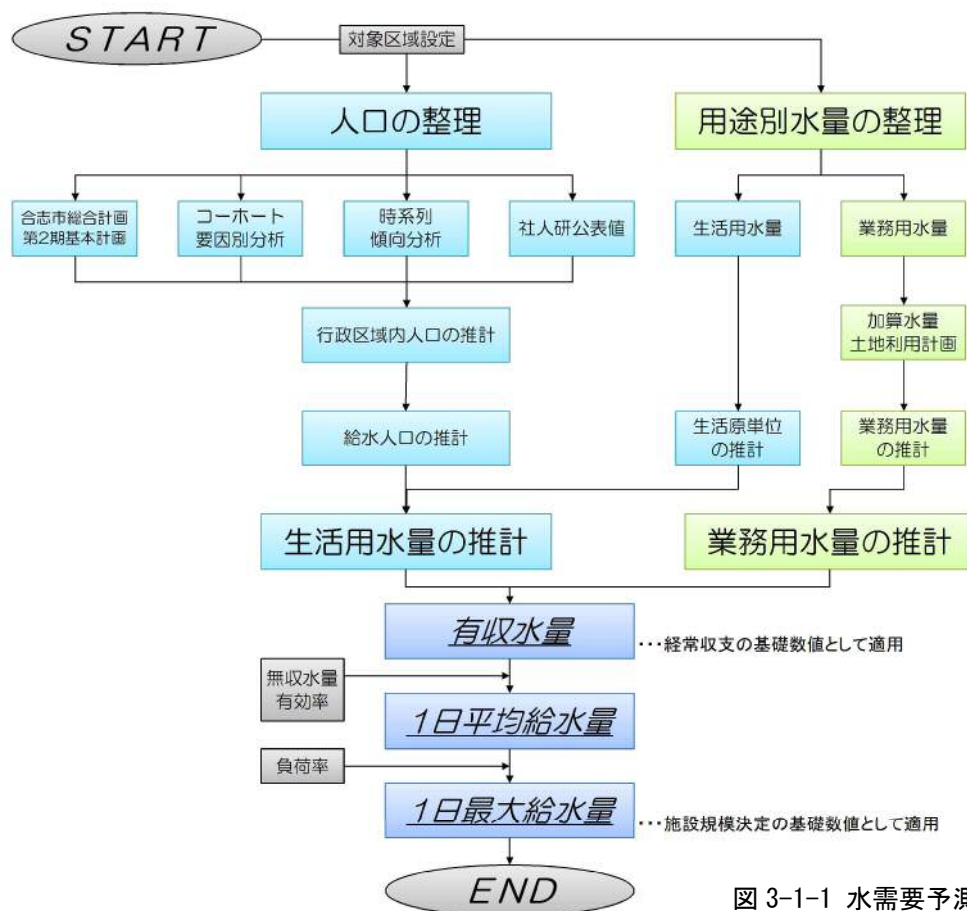 START
対象区域設定
人口の整理
用途別水量の整理
合志市総合計画
第2期基本計画
コーホート
要因別分析
時系列
傾向分析
社人研公表値
生活用水量
業務用水量
行政区域内人口の推計
加算水量
土地利用計画
給水人口の推計
生活原単位
の推計
業務用水量
の推計
生活用水量の推計
業務用水量の推計
有収水量
・・・経常収支の基礎数値として適用
無収水量
有効率
1日平均給水量
負荷率
1日最大給水量
・・・施設規模決定の基礎数値として適用
END
図 3-1-1 水需要予測